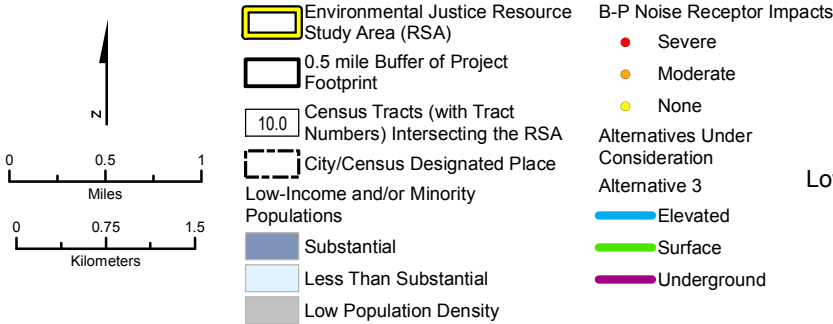 N
0 0.5 1
Miles
0 0.75 1.5
Kilometers
Environmental Justice Resource
Study Area (RSA)
0.5 mile Buffer of Project
Footprint
10.0
Census Tracts (with Tract
Numbers) Intersecting the RSA
City/Census Designated Place
Low-Income and/or Minority
Populations
Substantial
Less Than Substantial
Low Population Density
B-P Noise Receptor Impacts
Severe
Moderate
None
Alternatives Under
Consideration
Alternative 3
Elevated
Surface
Underground
Lo